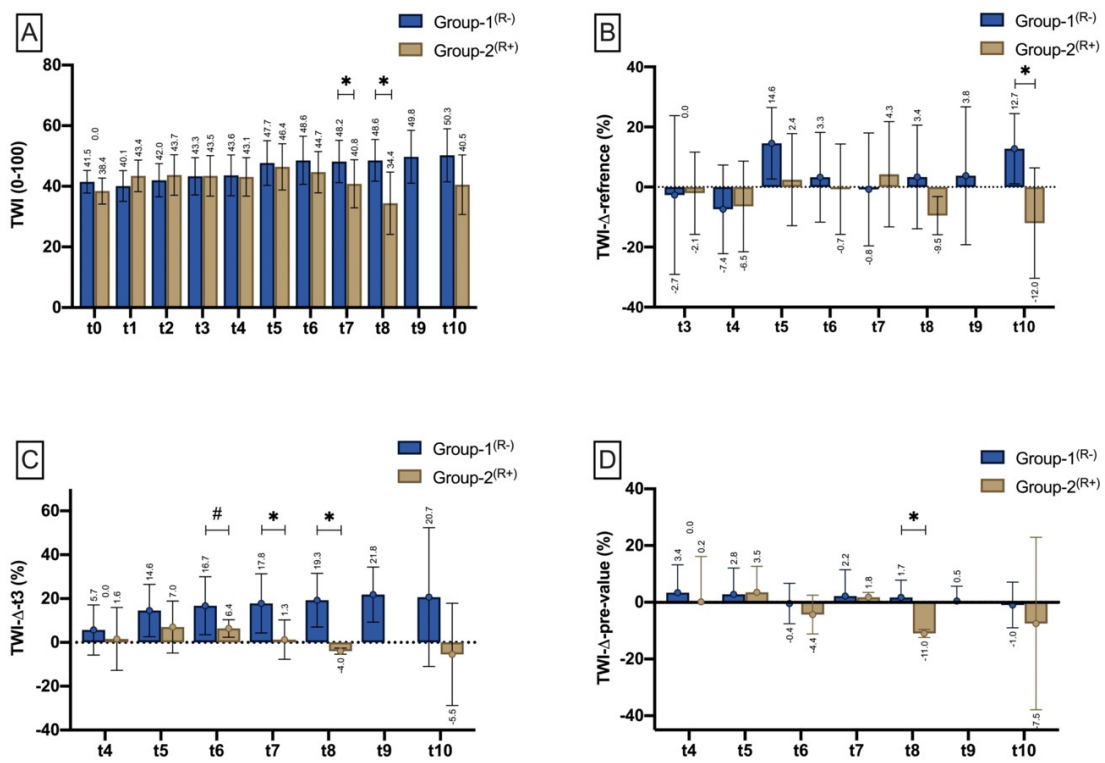 A
Group-1(R-)
Group-2(R+)
TWI (0-100)
80
60
40
20
0
41.5 0.0 38.4 40.1 43.4 42.0 43.7 43.3 43.5 43.6 43.1 47.7 46.4 48.6 44.7 48.2 40.8 48.6 34.4 49.8 50.3 40.5
* *
t0 t1 t2 t3 t4 t5 t6 t7 t8 t9 t10
B
Group-1(R-)
Group-2(R+)
TWI-Δ-refrence (%)
40
20
0
-20
-40
-2.7 0.0 -2.1 -7.4 -6.5 14.6 2.4 3.3 -0.7 -0.8 4.3 3.4 -9.5 3.8 12.7 -12.0
*
t3 t4 t5 t6 t7 t8 t9 t10
C
Group-1(R-)
Group-2(R+)
TWI-Δ-t3 (%)
60
40
20
0
-20
-40
5.7 0.0 1.6 14.6 7.0 16.7 6.4 17.8 1.3 19.3 -4.0 21.8 20.7 -5.5
# * *
t4 t5 t6 t7 t8 t9 t10
D
Group-1(R-)
Group-2(R+)
TWI-Δ-pre-value (%)
40
20
0
-20
-40
3.4 0.0 0.2 2.8 3.5 -0.4 -4.4 2.2 1.8 1.7 -11.0 0.5 -1.0 -7.5
*
t4 t5 t6 t7 t8 t9 t10